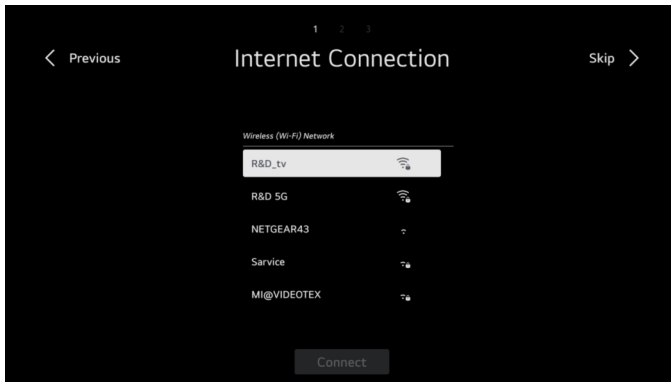 1 2 3
Previous
Internet Connection
Skip
Wireless (Wi-Fi) Network
R&D_tv
R&D 5G
NETGEAR43
Sarvice
MI@VIDEOTEX
Connect